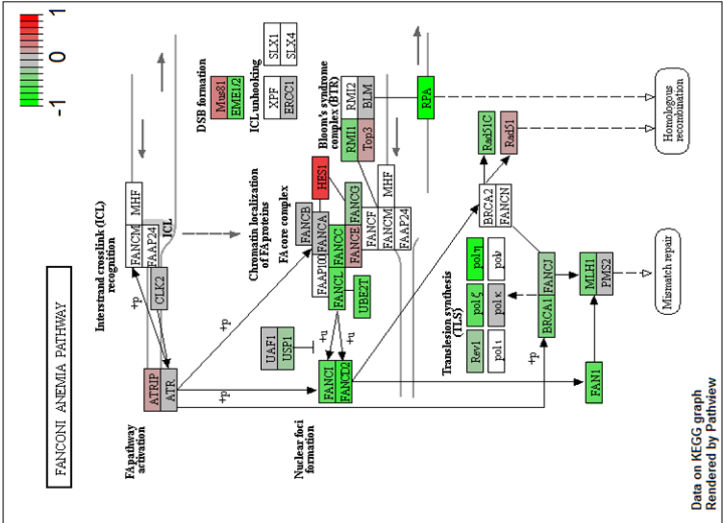 FANCONI ANEMIA PATHWAY
-1 0 1
FA pathway
activation
Interstrand crosslink (ICL)
recognition
FANCM
MHF
FAAP24
ICL
CLK2
ATRIP
ATR
+p
+p
+p
DSB formation
Mus81
EME1/2
ICL unhooking
SLX1
SLX4
XPF
ERCC1
Chromatin localization
of FA proteins
FA core complex
FANCB
FANCA
HES1
FAAP100
FANCC
FANCG
FANCL
FANCE
FANCF
UBE2T
FANCM
MHF
FAAP24
Bloom's syndrome
complex (BTR)
RMI1
RMI2
Top3
BLM
RPA
UAF1
USP1
+u
+u
Nuclear foci
formation
FANCI
FANCD2
Translesion synthesis
(TLS)
Rev1
pol ζ
pol η
pol ι
pol κ
pol ν
BRCA2
FANCN
Rad51C
Rad51
+p
BRCA1
FANCJ
MLH1
PMS2
FAN1
Mismatch repair
Homologous
recombination
Data on KEGG graph
Rendered by Pathview